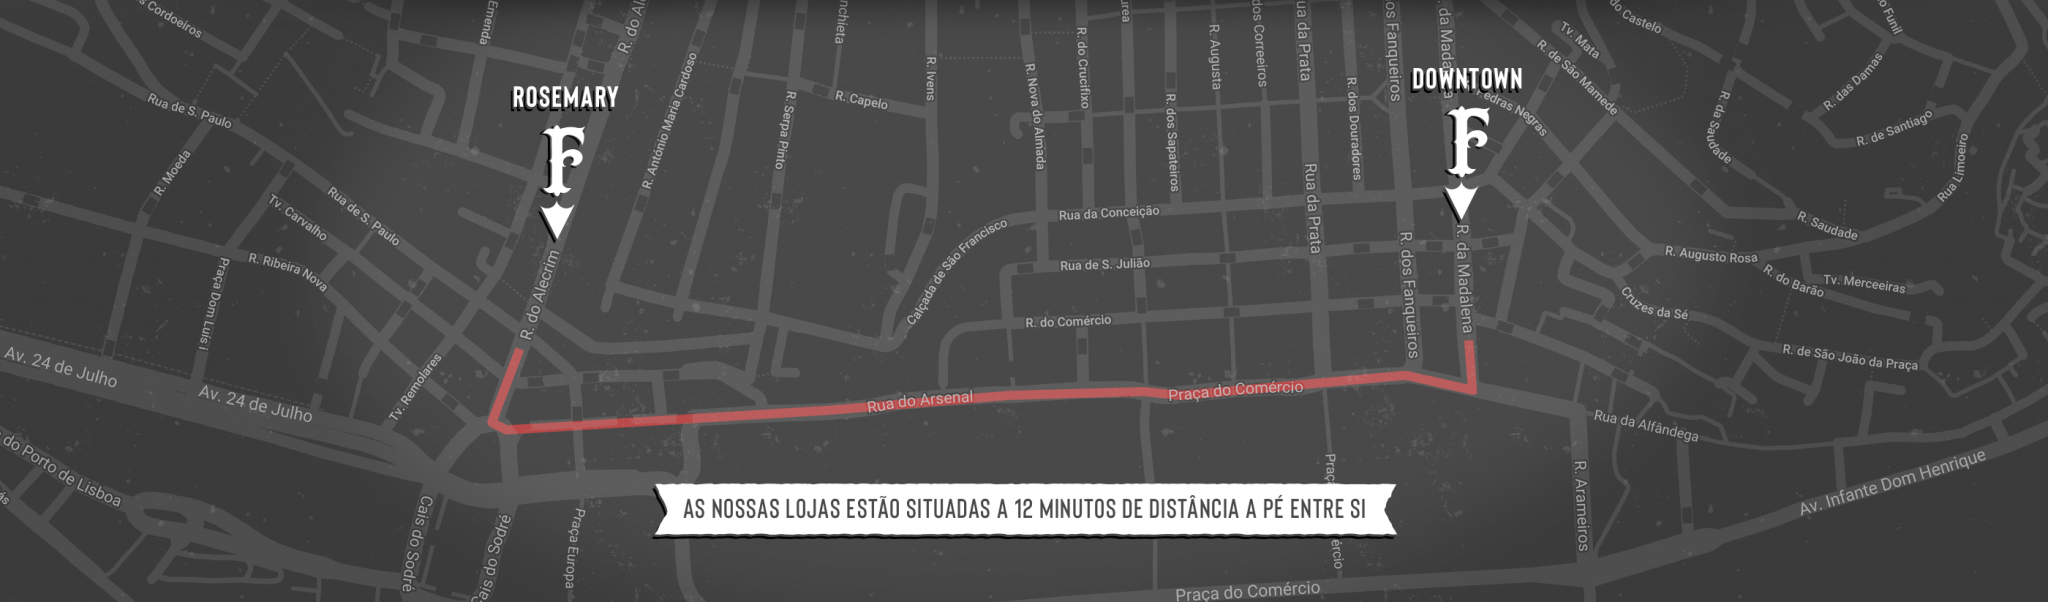 Cordoeiros
Emenda
R. do Al
nchieta
R. Ivens
R. do Crucifixo
R. Nova do Almada
R. Augusta
dos Correeiros
ua da Prata
os Fanqueiros
da Mada
Tv. Mata
do Castelo
do Funil
R. de São Mamede
ROSEMARY
DOWNTOWN
F
F
Pedras Negras
R. das Damas
R. de Santiago
R. da Saudade
Rua Limoeiro
Rua de S. Paulo
R. Moeda
R. António Maria Cardoso
R. Serpa Pinto
R. Capelo
R. dos Sapateiros
R. dos Douradores
Rua da Prata
Rua de S. Paulo
Tv. Carvalho
R. Ribeira Nova
Praça Dom Luís I
R. do Alecrim
Calçada de São Francisco
Rua da Conceição
Rua de S. Julião
R. do Comércio
R. dos Fanqueiros
R. da Madalena
R. Saudade
R. Augusto Rosa
R. do Barão
Tv. Merceeiras
Cruzes da Sé
R. de São João da Praça
Av. 24 de Julho
Av. 24 de Julho
Tv. Remolares
Rua do Arsenal
Praça do Comércio
Rua da Alfândega
R. Arameiros
Av. Infante Dom Henrique
do Porto de Lisboa
Cais do Sodré
Cais do Sodré
Praça Europa
Praç
ércio
AS NOSSAS LOJAS ESTÃO SITUADAS A 12 MINUTOS DE DISTÂNCIA A PÉ ENTRE SI
Praça do Comércio